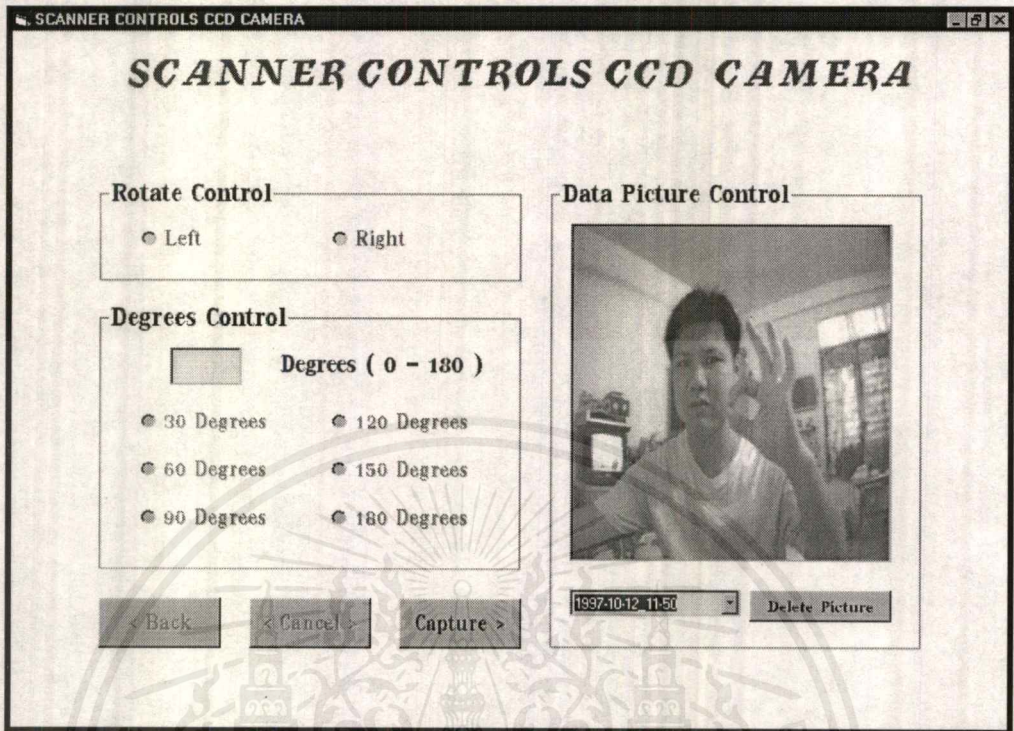 SCANNER CONTROLS CCD CAMERA
SCANNER CONTROLS CCD CAMERA
Rotate Control
Left Right
Degrees Control
Degrees ( 0 - 180 )
30 Degrees 120 Degrees
60 Degrees 150 Degrees
90 Degrees 180 Degrees
< Back < Cancel > Capture >
Data Picture Control
1997-10-12_11-50 Delete Picture